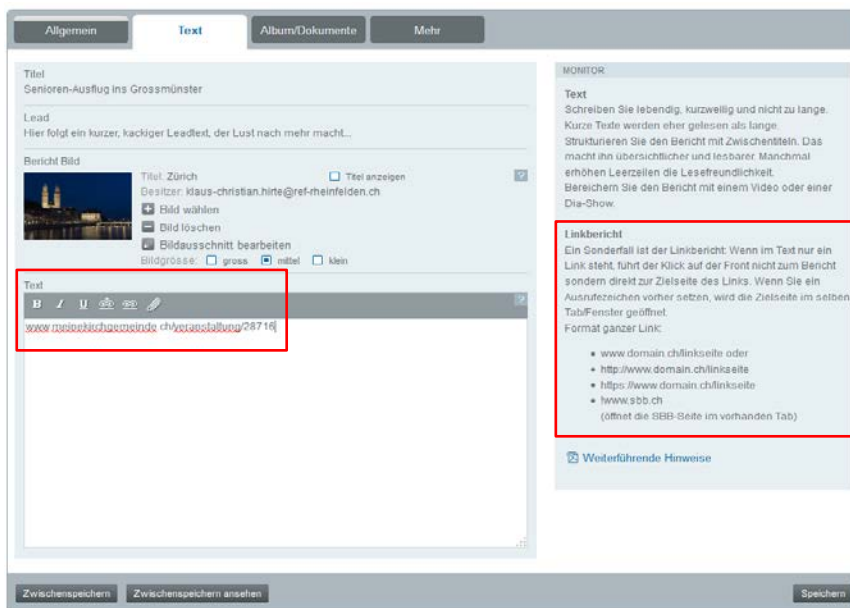 Allgemein
Text
Album/Dokumente
Mehr
Titel
Senioren-Ausflug ins Grossmünster
Lead
Hier folgt ein kurzer, kackiger Leadtext, der Lust nach mehr macht...
Bericht Bild
Titel: Zürich
Titel anzeigen
?
Besitzer: klaus-christian.hirte@ref-rheinfelden.ch
Bild wählen
Bild löschen
Bildausschnitt bearbeiten
Bildgrösse: gross mittel klein
Text
B I U
?
www.meinekirchgemeinde.ch/veranstaltung/28716
MONITOR
Text
Schreiben Sie lebendig, kurzweilig und nicht zu lange.
Kurze Texte werden eher gelesen als lange.
Strukturieren Sie den Bericht mit Zwischentiteln. Das
macht ihn übersichtlicher und lesbarer. Manchmal
erhöhen Leerzeilen die Lesefreundlichkeit.
Bereichern Sie den Bericht mit einem Video oder einer
Dia-Show.
Linkbericht
Ein Sonderfall ist der Linkbericht: Wenn im Text nur ein
Link steht, führt der Klick auf der Front nicht zum Bericht
sondern direkt zur Zielseite des Links. Wenn Sie ein
Ausrufezeichen vorher setzen, wird die Zielseite im selben
Tab/Fenster geöffnet.
Format ganzer Link:
• www.domain.ch/linkseite oder
• http://www.domain.ch/linkseite
• https://www.domain.ch/linkseite
• !www.sbb.ch
(öffnet die SBB-Seite im vorhanden Tab)
Weiterführende Hinweise
Zwischenspeichern
Zwischenspeichern ansehen
Speichern